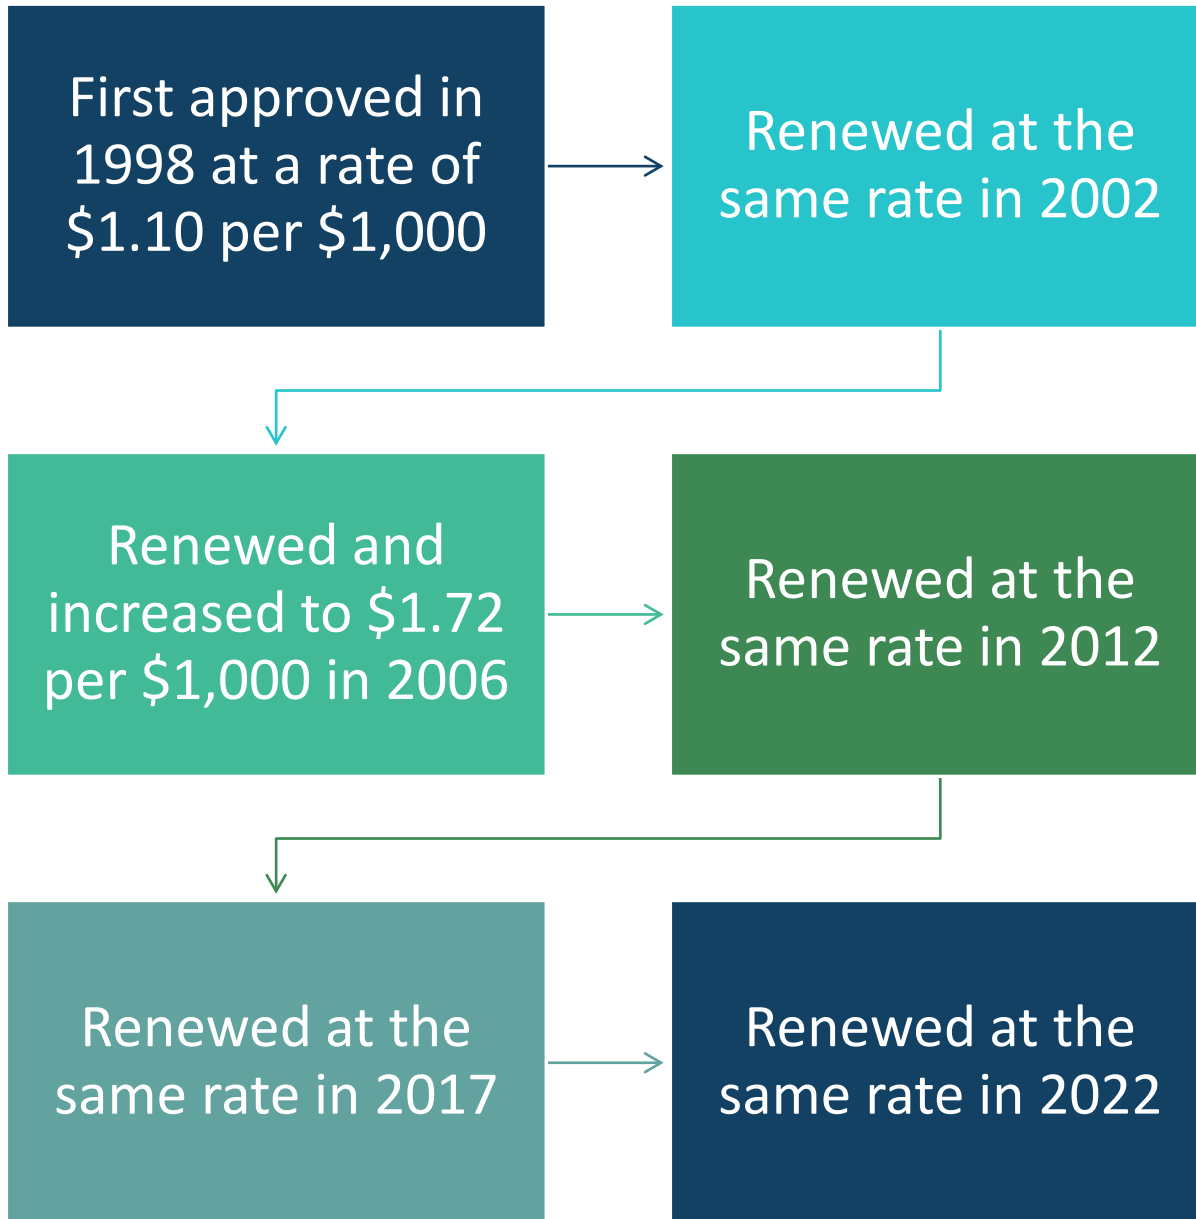 First approved in
1998 at a rate of
$1.10 per $1,000
Renewed at the
same rate in 2002
Renewed and
increased to $1.72
per $1,000 in 2006
Renewed at the
same rate in 2012
Renewed at the
same rate in 2017
Renewed at the
same rate in 2022